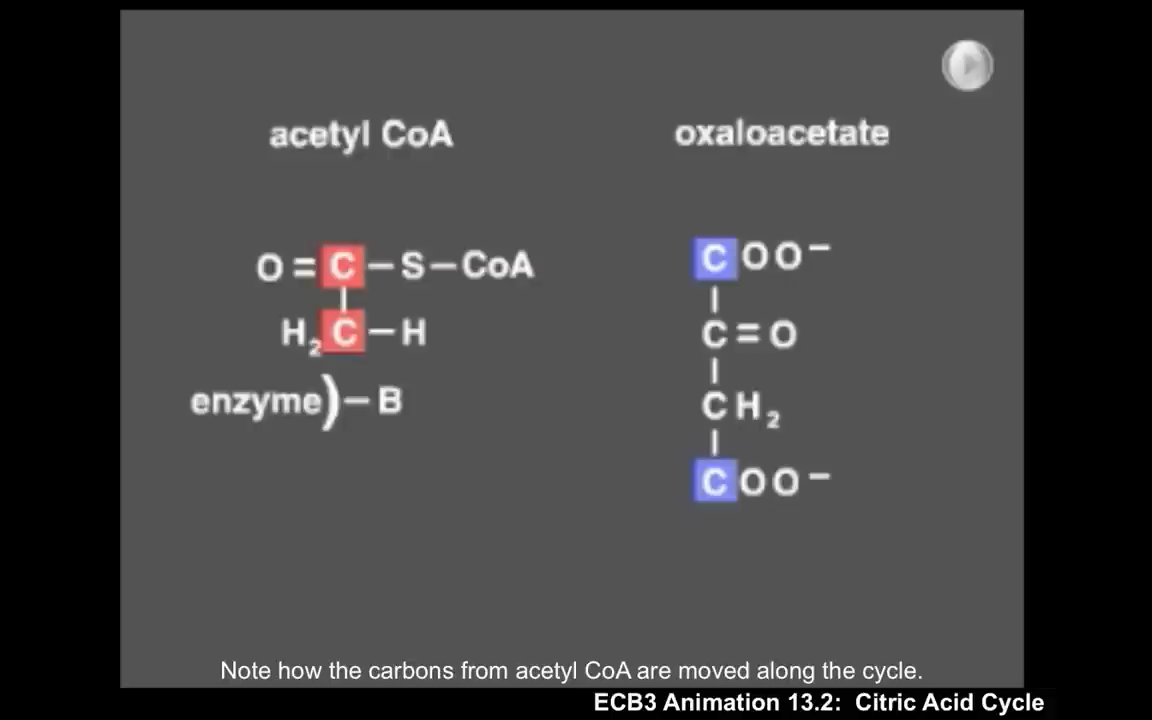 acetyl CoA
oxaloacetate
O=C–S–CoA
H₂C–H
enzyme)–B
COO⁻
C=O
CH₂
COO⁻
Note how the carbons from acetyl CoA are moved along the cycle.
ECB3 Animation 13.2: Citric Acid Cycle